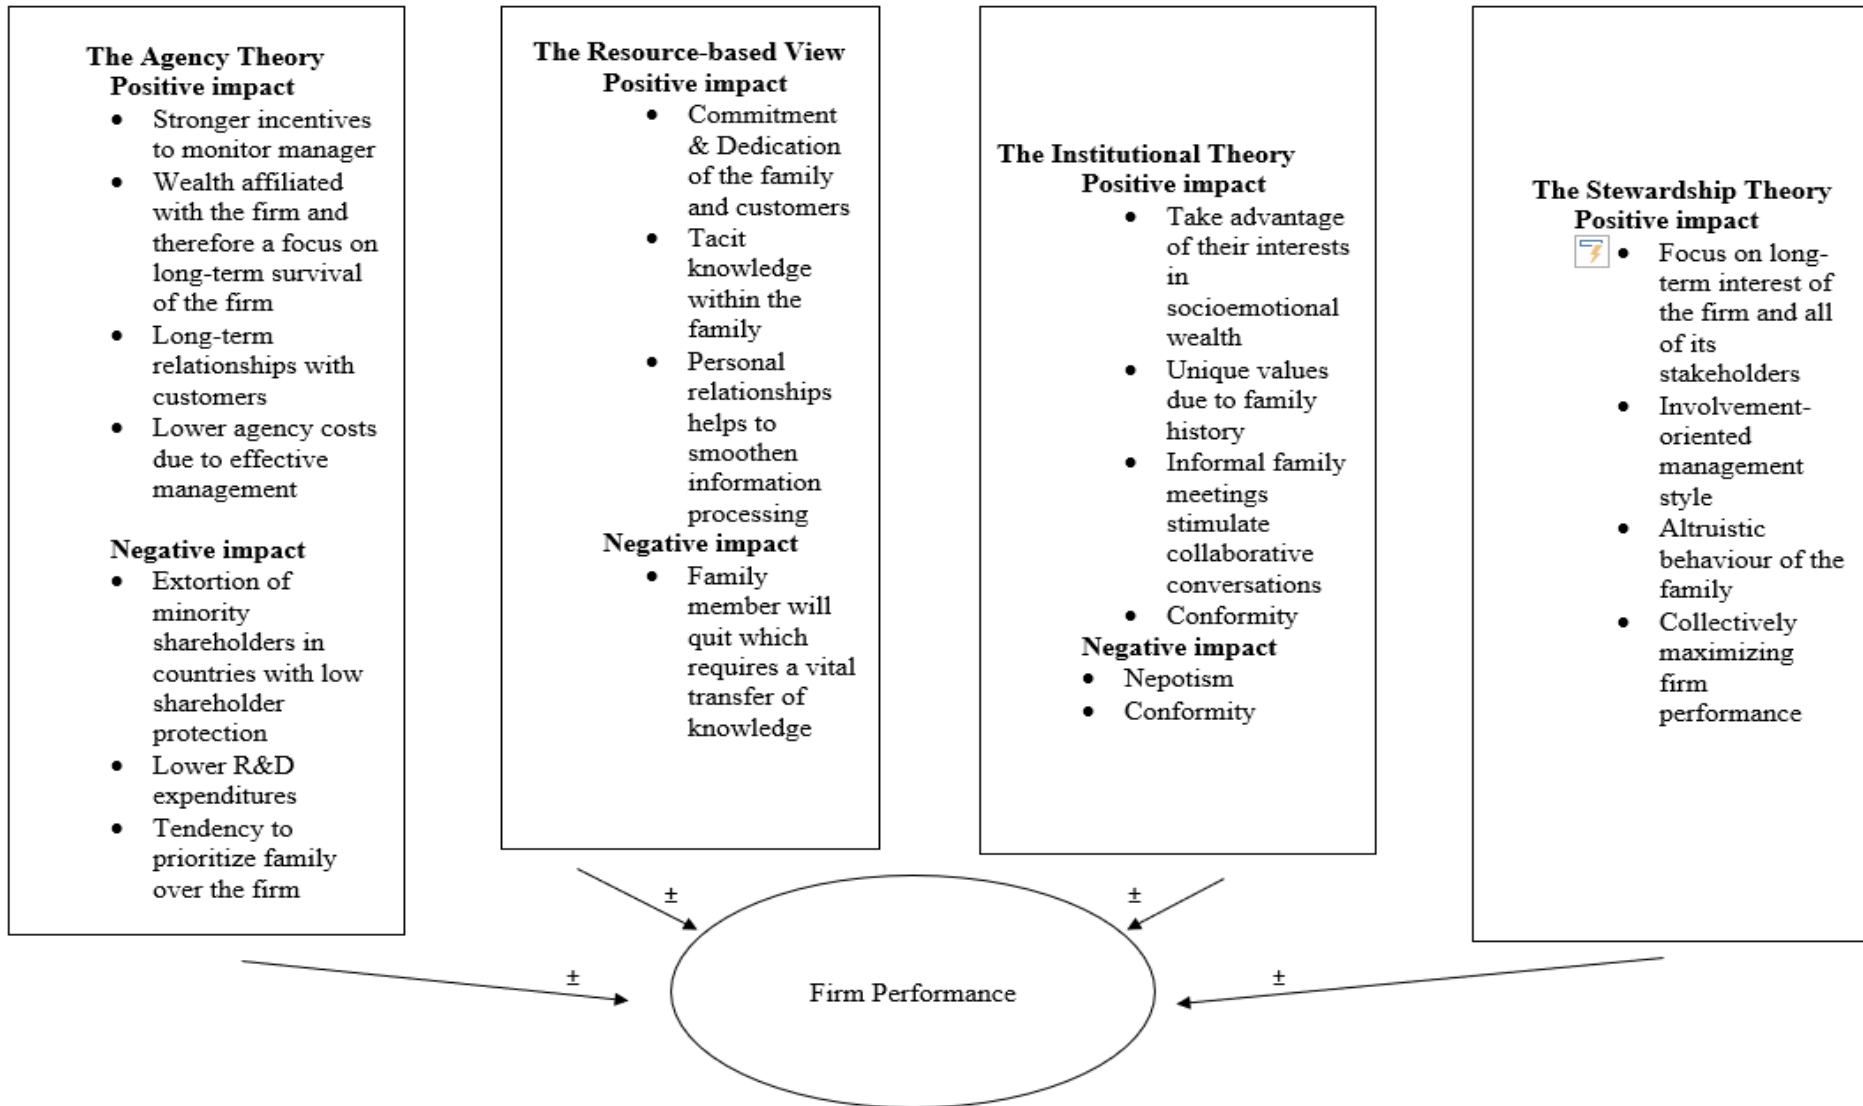 The Agency Theory
Positive impact
• Stronger incentives
to monitor manager
• Wealth affiliated
with the firm and
therefore a focus on
long-term survival
of the firm
• Long-term
relationships with
customers
• Lower agency costs
due to effective
management
Negative impact
• Extortion of
minority
shareholders in
countries with low
shareholder
protection
• Lower R&D
expenditures
• Tendency to
prioritize family
over the firm
The Resource-based View
Positive impact
• Commitment
& Dedication
of the family
and customers
• Tacit
knowledge
within the
family
• Personal
relationships
helps to
smoothen
information
processing
Negative impact
• Family
member will
quit which
requires a vital
transfer of
knowledge
The Institutional Theory
Positive impact
• Take advantage
of their interests
in
socioemotional
wealth
• Unique values
due to family
history
• Informal family
meetings
stimulate
collaborative
conversations
• Conformity
Negative impact
• Nepotism
• Conformity
The Stewardship Theory
Positive impact
• Focus on long-
term interest of
the firm and all
of its
stakeholders
• Involvement-
oriented
management
style
• Altruistic
behaviour of the
family
• Collectively
maximizing
firm
performance
±
±
±
±
Firm Performance